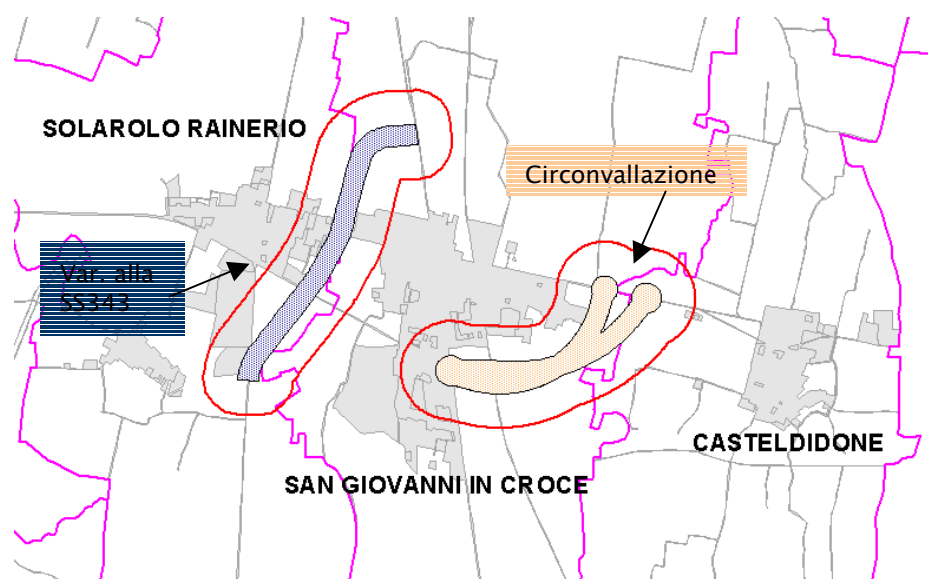 SOLAROLO RAINERIO
Circonvallazione
Var. alla
SS343
CASTELDIDONE
SAN GIOVANNI IN CROCE